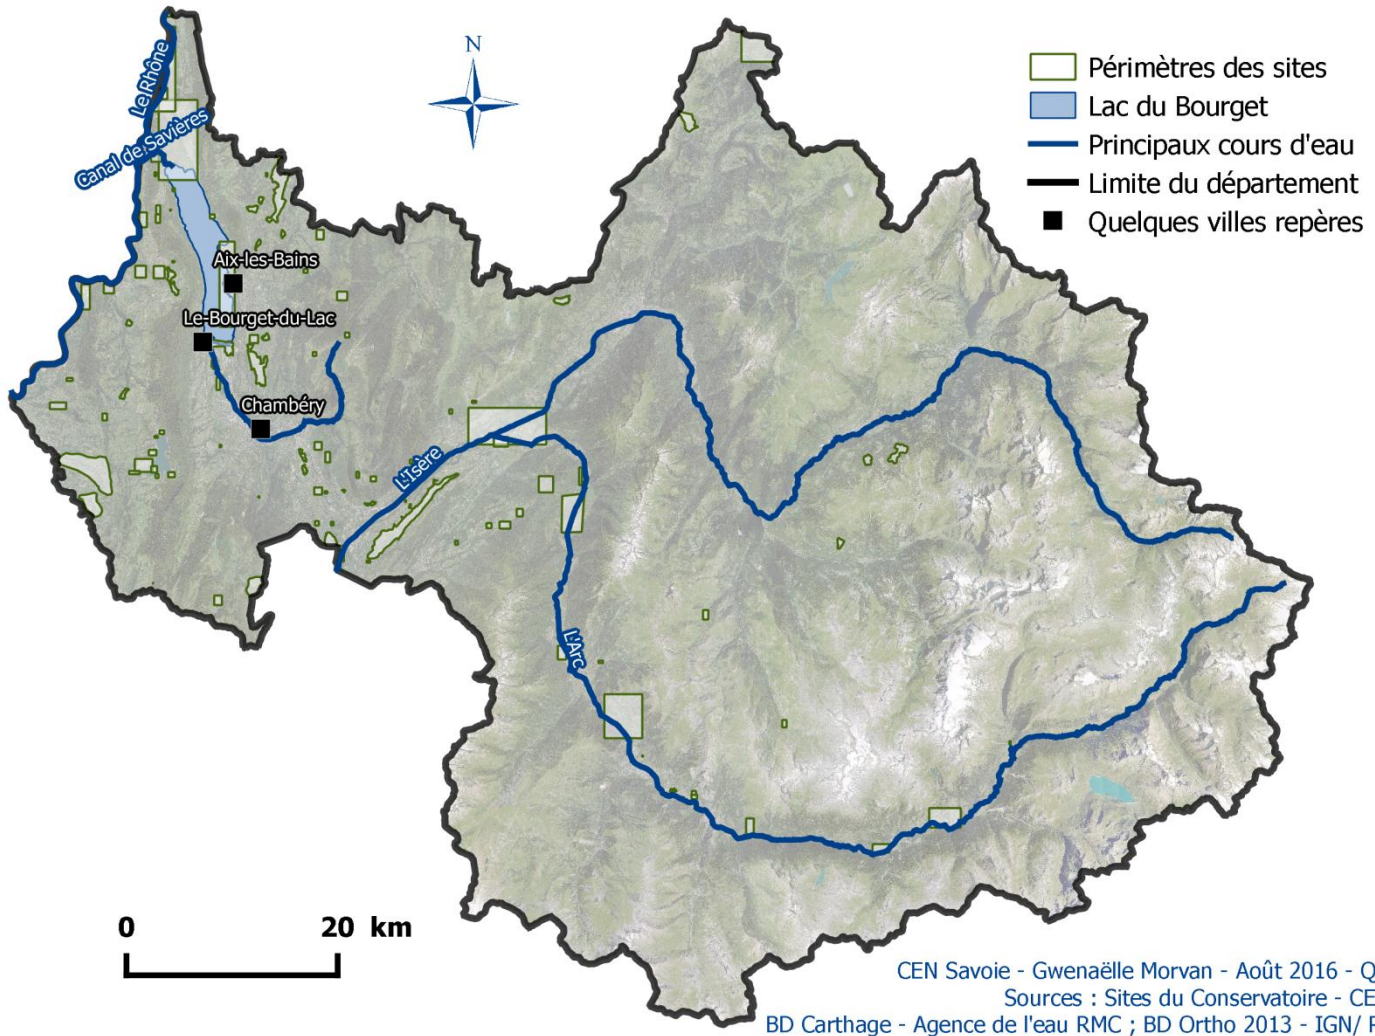 N
Périmètres des sites
Lac du Bourget
Principaux cours d'eau
Limite du département
Quelques villes repères
Le Rhône
Canal de Savières
Aix-les-Bains
Le-Bourget-du-Lac
Chambéry
L'Isère
L'Arc
0 20 km
CEN Savoie - Gwenaëlle Morvan - Août 2016 - Q
Sources : Sites du Conservatoire - CE
BD Carthage - Agence de l'eau RMC ; BD Ortho 2013 - IGN/